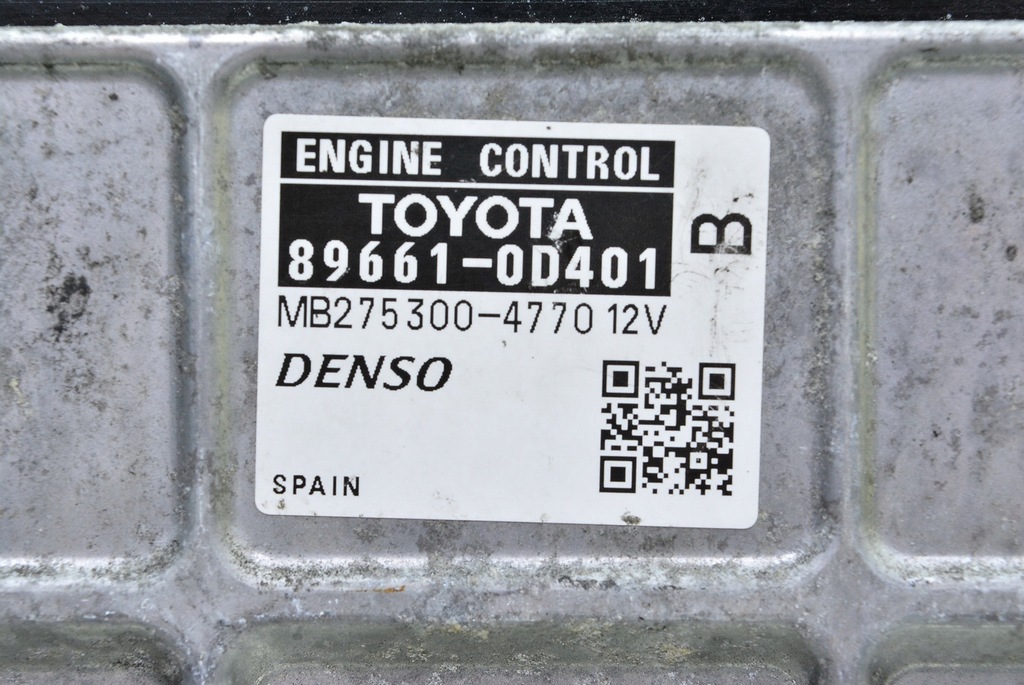 ENGINE CONTROL
TOYOTA
89661-0D401
B
MB275300-4770 12V
DENSO
SPAIN